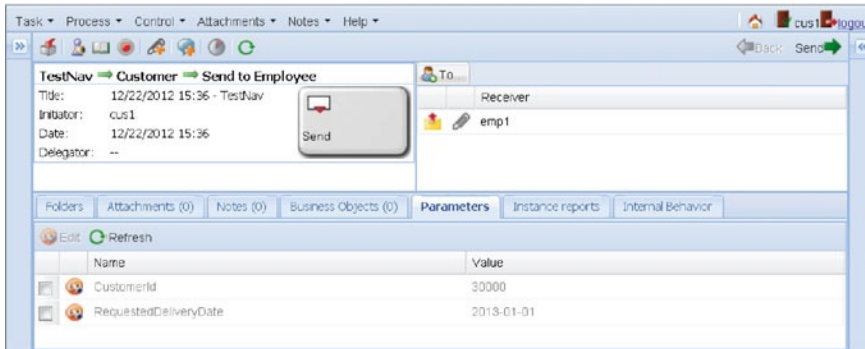 Task Process Control Attachments Notes Help cus1 logou
Back Send
TestNav Customer Send to Employee To...
Title: 12/22/2012 15:36 - TestNav Receiver
Initiator: cus1 emp1
Date: 12/22/2012 15:36 Send
Delegator: --
Folders Attachments (0) Notes (0) Business Objects (0) Parameters Instance reports Internal Behavior
Edit Refresh
Name Value
CustomerId 30000
RequestedDeliveryDate 2013-01-01